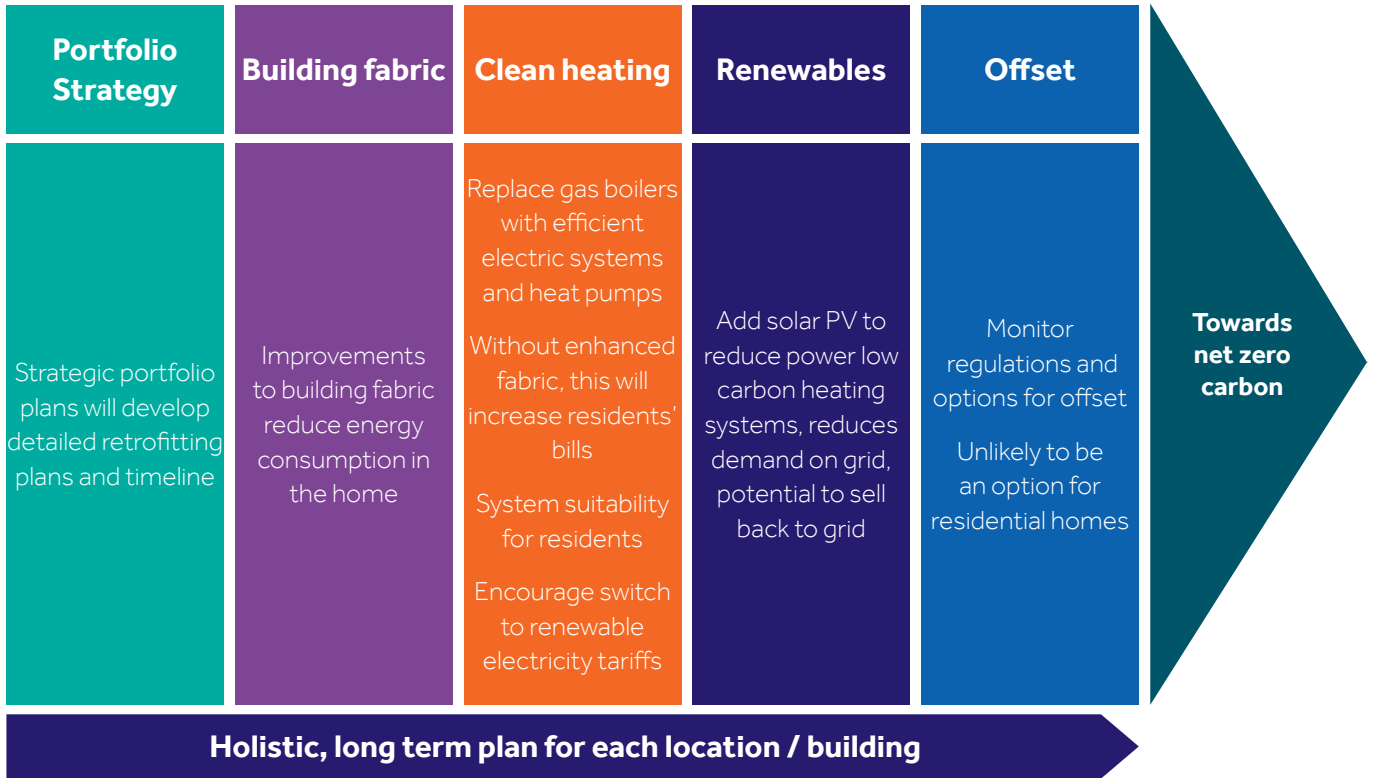 Portfolio
Strategy
Building fabric
Clean heating
Renewables
Offset
Strategic portfolio
plans will develop
detailed retrofitting
plans and timeline
Improvements
to building fabric
reduce energy
consumption in
the home
Replace gas boilers
with efficient
electric systems
and heat pumps
Without enhanced
fabric, this will
increase residents’
bills
System suitability
for residents
Encourage switch
to renewable
electricity tariffs
Add solar PV to
reduce power low
carbon heating
systems, reduces
demand on grid,
potential to sell
back to grid
Monitor
regulations and
options for offset
Unlikely to be
an option for
residential homes
Towards
net zero
carbon
Holistic, long term plan for each location / building